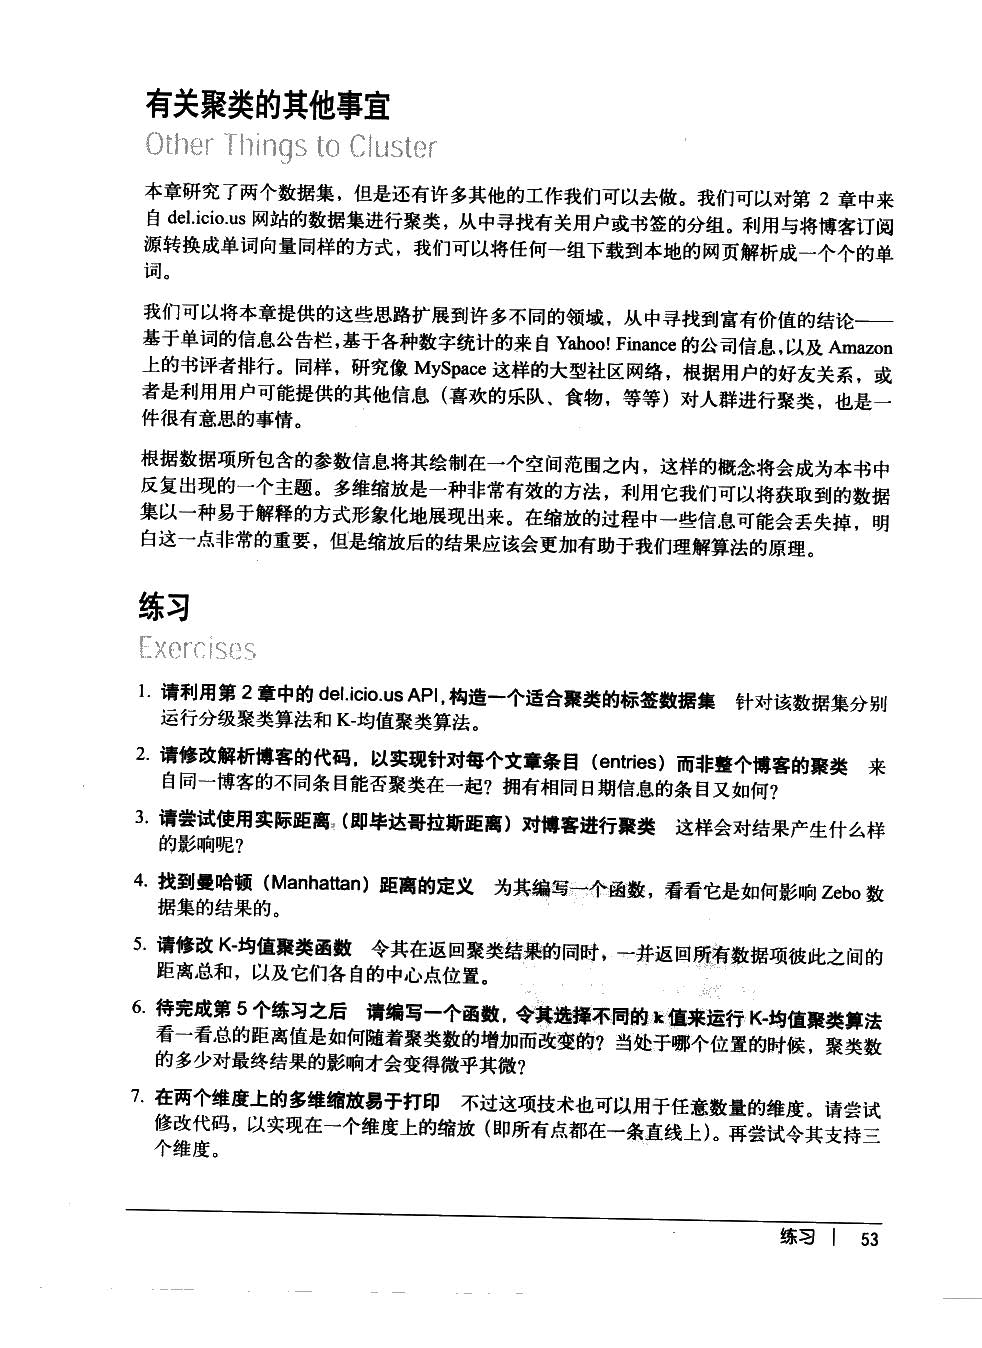 有关聚类的其他事宜
Other Things to Cluster
本章研究了两个数据集，但是还有许多其他的工作我们可以去做。我们可以对第 2 章中来
自 del.icio.us 网站的数据集进行聚类，从中寻找有关用户或书签的分组。利用与将博客订阅
源转换成单词向量同样的方式，我们可以将任何一组下载到本地的网页解析成一个个的单
词。
我们可以将本章提供的这些思路扩展到许多不同的领域，从中寻找到富有价值的结论——
基于单词的信息公告栏，基于各种数字统计的来自 Yahoo! Finance 的公司信息，以及 Amazon
上的书评者排行。同样，研究像 MySpace 这样的大型社区网络，根据用户的好友关系，或
者是利用用户可能提供的其他信息（喜欢的乐队、食物，等等）对人群进行聚类，也是一
件很有意思的事情。
根据数据项所包含的参数信息将其绘制在一个空间范围之内，这样的概念将会成为本书中
反复出现的一个主题。多维缩放是一种非常有效的方法，利用它我们可以将获取到的数据
集以一种易于解释的方式形象化地展现出来。在缩放的过程中一些信息可能会丢失掉，明
白这一点非常的重要，但是缩放后的结果应该会更加有助于我们理解算法的原理。
练习
Exercises
1. 请利用第 2 章中的 del.icio.us API，构造一个适合聚类的标签数据集 针对该数据集分别
运行分级聚类算法和 K-均值聚类算法。
2. 请修改解析博客的代码，以实现针对每个文章条目（entries）而非整个博客的聚类 来
自同一博客的不同条目能否聚类在一起？拥有相同日期信息的条目又如何？
3. 请尝试使用实际距离（即毕达哥拉斯距离）对博客进行聚类 这样会对结果产生什么样
的影响呢？
4. 找到曼哈顿（Manhattan）距离的定义 为其编写一个函数，看看它是如何影响 Zebo 数
据集的结果的。
5. 请修改 K-均值聚类函数 令其在返回聚类结果的同时，一并返回所有数据项彼此之间的
距离总和，以及它们各自的中心点位置。
6. 待完成第 5 个练习之后 请编写一个函数，令其选择不同的 k 值来运行 K-均值聚类算法
看一看总的距离值是如何随着聚类数的增加而改变的？当处于哪个位置的时候，聚类数
的多少对最终结果的影响才会变得微乎其微？
7. 在两个维度上的多维缩放易于打印 不过这项技术也可以用于任意数量的维度。请尝试
修改代码，以实现在一个维度上的缩放（即所有点都在一条直线上）。再尝试令其支持三
个维度。
练习 | 53